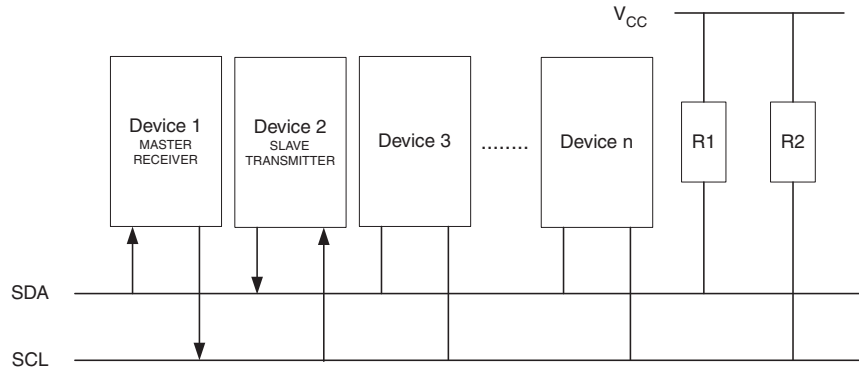 VCC
Device 1
MASTER
RECEIVER
Device 2
SLAVE
TRANSMITTER
Device 3
........
Device n
R1
R2
SDA
SCL